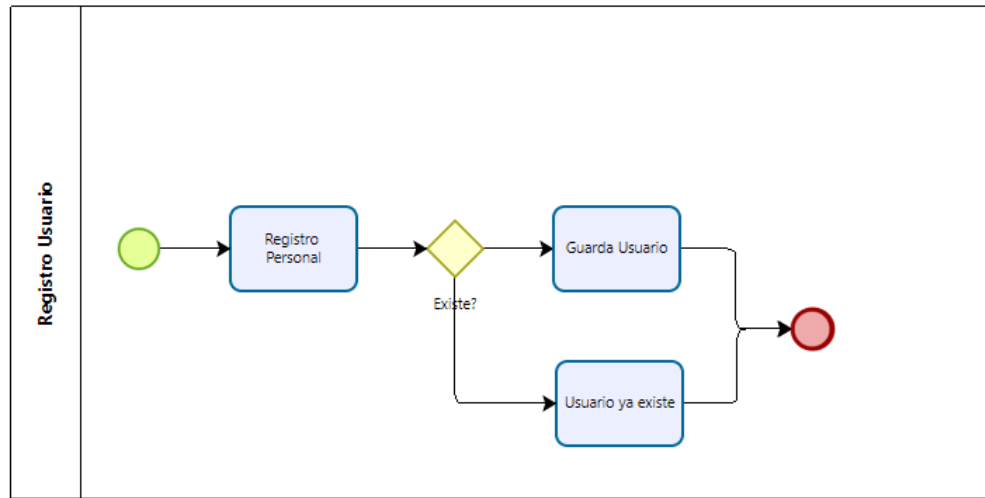 Registro Usuario
Registro
Personal
Existe?
Guarda Usuario
Usuario ya existe